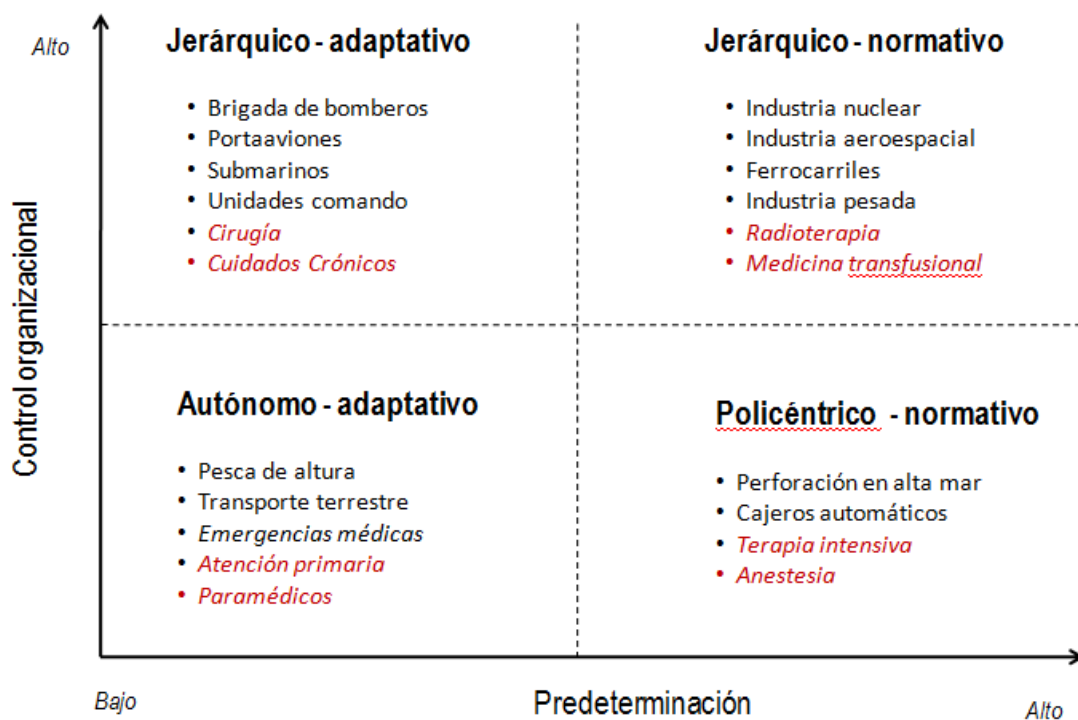 Alto
Jerárquico - adaptativo
• Brigada de bomberos
• Portaaviones
• Submarinos
• Unidades comando
• Cirugía
• Cuidados Crónicos
Jerárquico - normativo
• Industria nuclear
• Industria aeroespacial
• Ferrocarriles
• Industria pesada
• Radioterapia
• Medicina transfusional
Control organizacional
Autónomo - adaptativo
• Pesca de altura
• Transporte terrestre
• Emergencias médicas
• Atención primaria
• Paramédicos
Policéntrico - normativo
• Perforación en alta mar
• Cajeros automáticos
• Terapia intensiva
• Anestesia
Bajo
Predeterminación
Alto